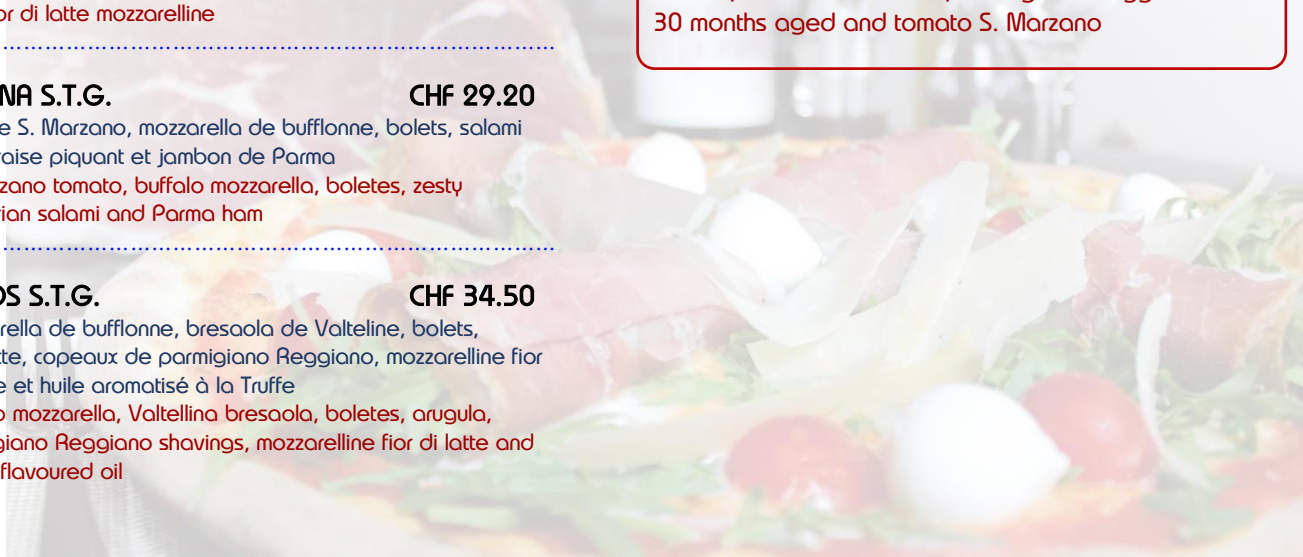 or di latte mozzarelline
30 months aged and tomato S. Marzano
NA S.T.G. CHF 29.20
e S. Marzano, mozzarella de bufflonne, bolets, salami
raise piquant et jambon de Parma
zano tomato, buffalo mozzarella, boletes, zesty
rian salami and Parma ham
OS S.T.G. CHF 34.50
rella de bufflonne, bresaola de Valteline, bolets,
te, copeaux de parmigiano Reggiano, mozzarelline fior
e et huile aromatisé à la Truffe
o mozzarella, Valtellina bresaola, boletes, arugula,
giano Reggiano shavings, mozzarelline fior di latte and
flavoured oil